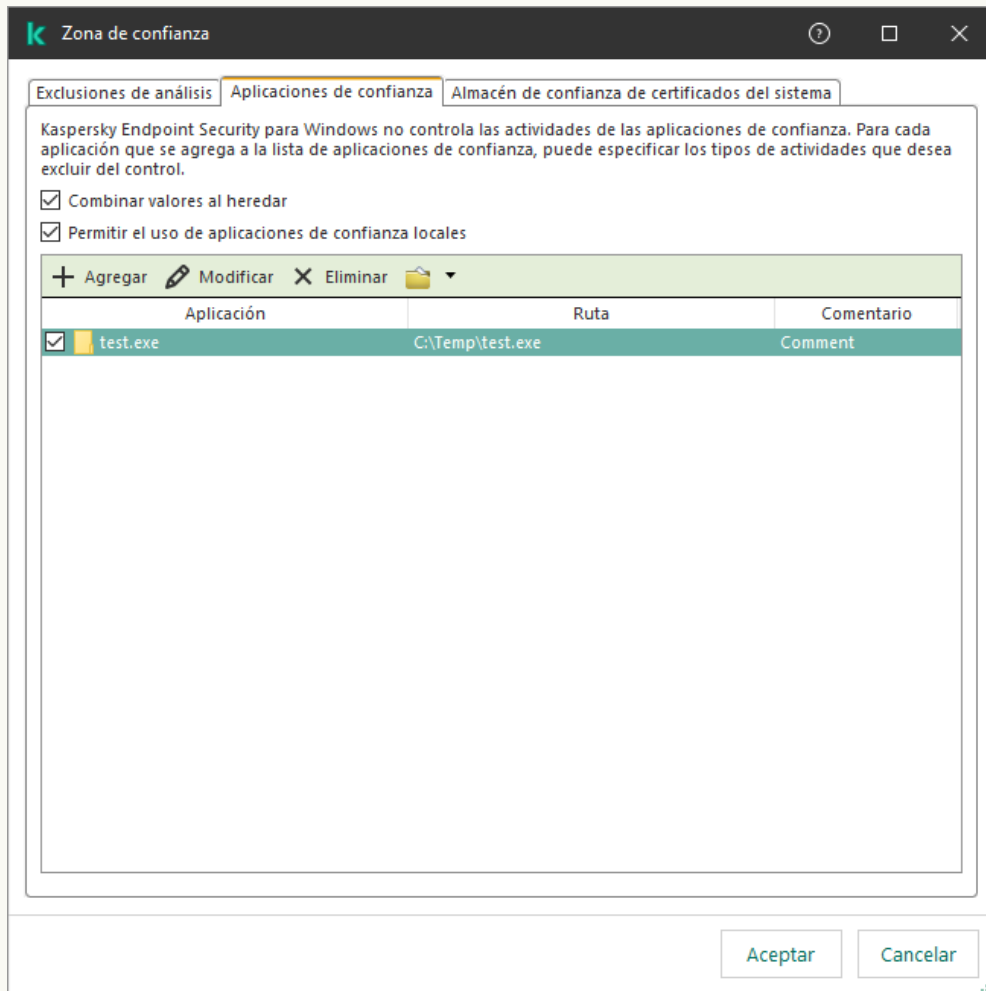 Zona de confianza
Exclusiones de análisis Aplicaciones de confianza Almacén de confianza de certificados del sistema
Kaspersky Endpoint Security para Windows no controla las actividades de las aplicaciones de confianza. Para cada
aplicación que se agrega a la lista de aplicaciones de confianza, puede especificar los tipos de actividades que desea
excluir del control.
Combinar valores al heredar
Permitir el uso de aplicaciones de confianza locales
Agregar Modificar Eliminar
Aplicación Ruta Comentario
test.exe C:\Temp\test.exe Comment
Aceptar Cancelar